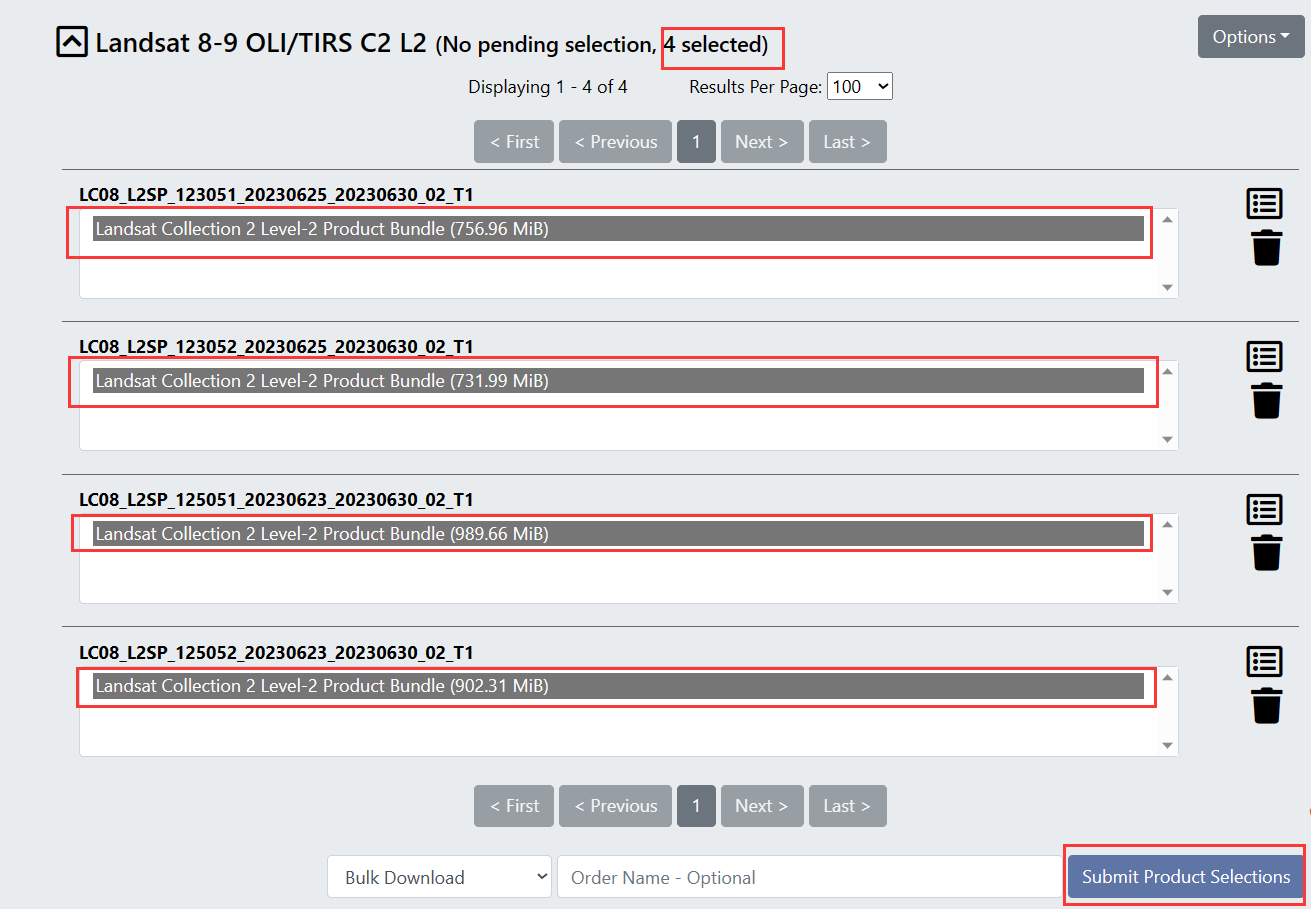 Landsat 8-9 OLI/TIRS C2 L2 (No pending selection, 4 selected)
Options
Displaying 1 - 4 of 4 Results Per Page: 100
< First < Previous 1 Next > Last >
LC08_L2SP_123051_20230625_20230630_02_T1
Landsat Collection 2 Level-2 Product Bundle (756.96 MiB)
LC08_L2SP_123052_20230625_20230630_02_T1
Landsat Collection 2 Level-2 Product Bundle (731.99 MiB)
LC08_L2SP_125051_20230623_20230630_02_T1
Landsat Collection 2 Level-2 Product Bundle (989.66 MiB)
LC08_L2SP_125052_20230623_20230630_02_T1
Landsat Collection 2 Level-2 Product Bundle (902.31 MiB)
< First < Previous 1 Next > Last >
Bulk Download Order Name - Optional Submit Product Selections